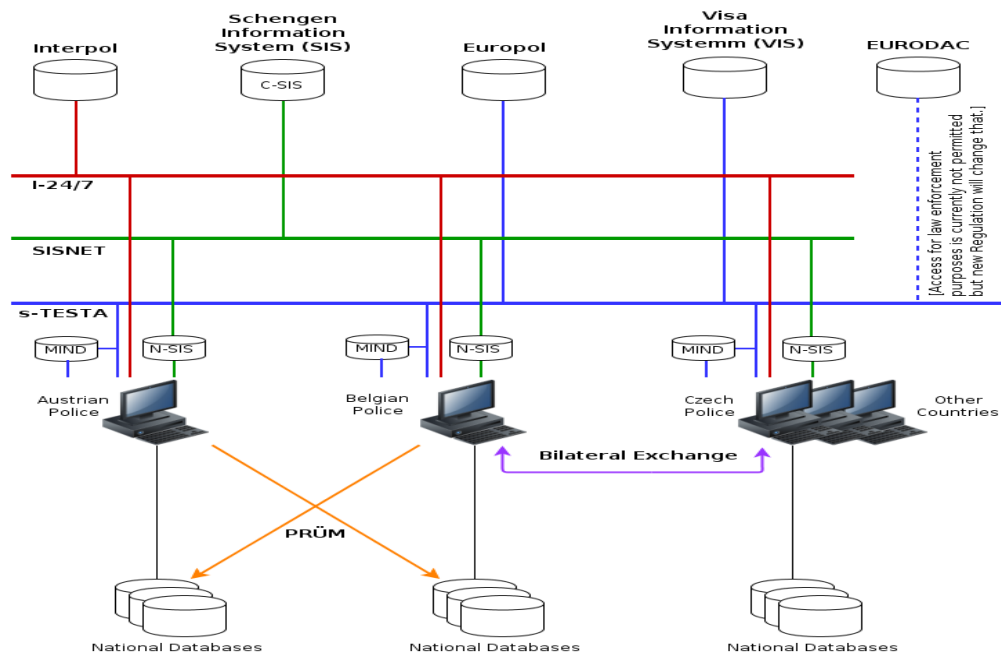 Interpol
Schengen
Information
System (SIS)
Europol
Visa
Information
Systemm (VIS)
EURODAC
C-SIS
[Access for law enforcement
purposes is currently not permitted
but new Regulation will change that.]
I-24/7
SISNET
s-TESTA
MIND
N-SIS
MIND
N-SIS
MIND
N-SIS
Austrian
Police
Belgian
Police
Czech
Police
Other
Countries
Bilateral Exchange
PRÜM
National Databases
National Databases
National Databases